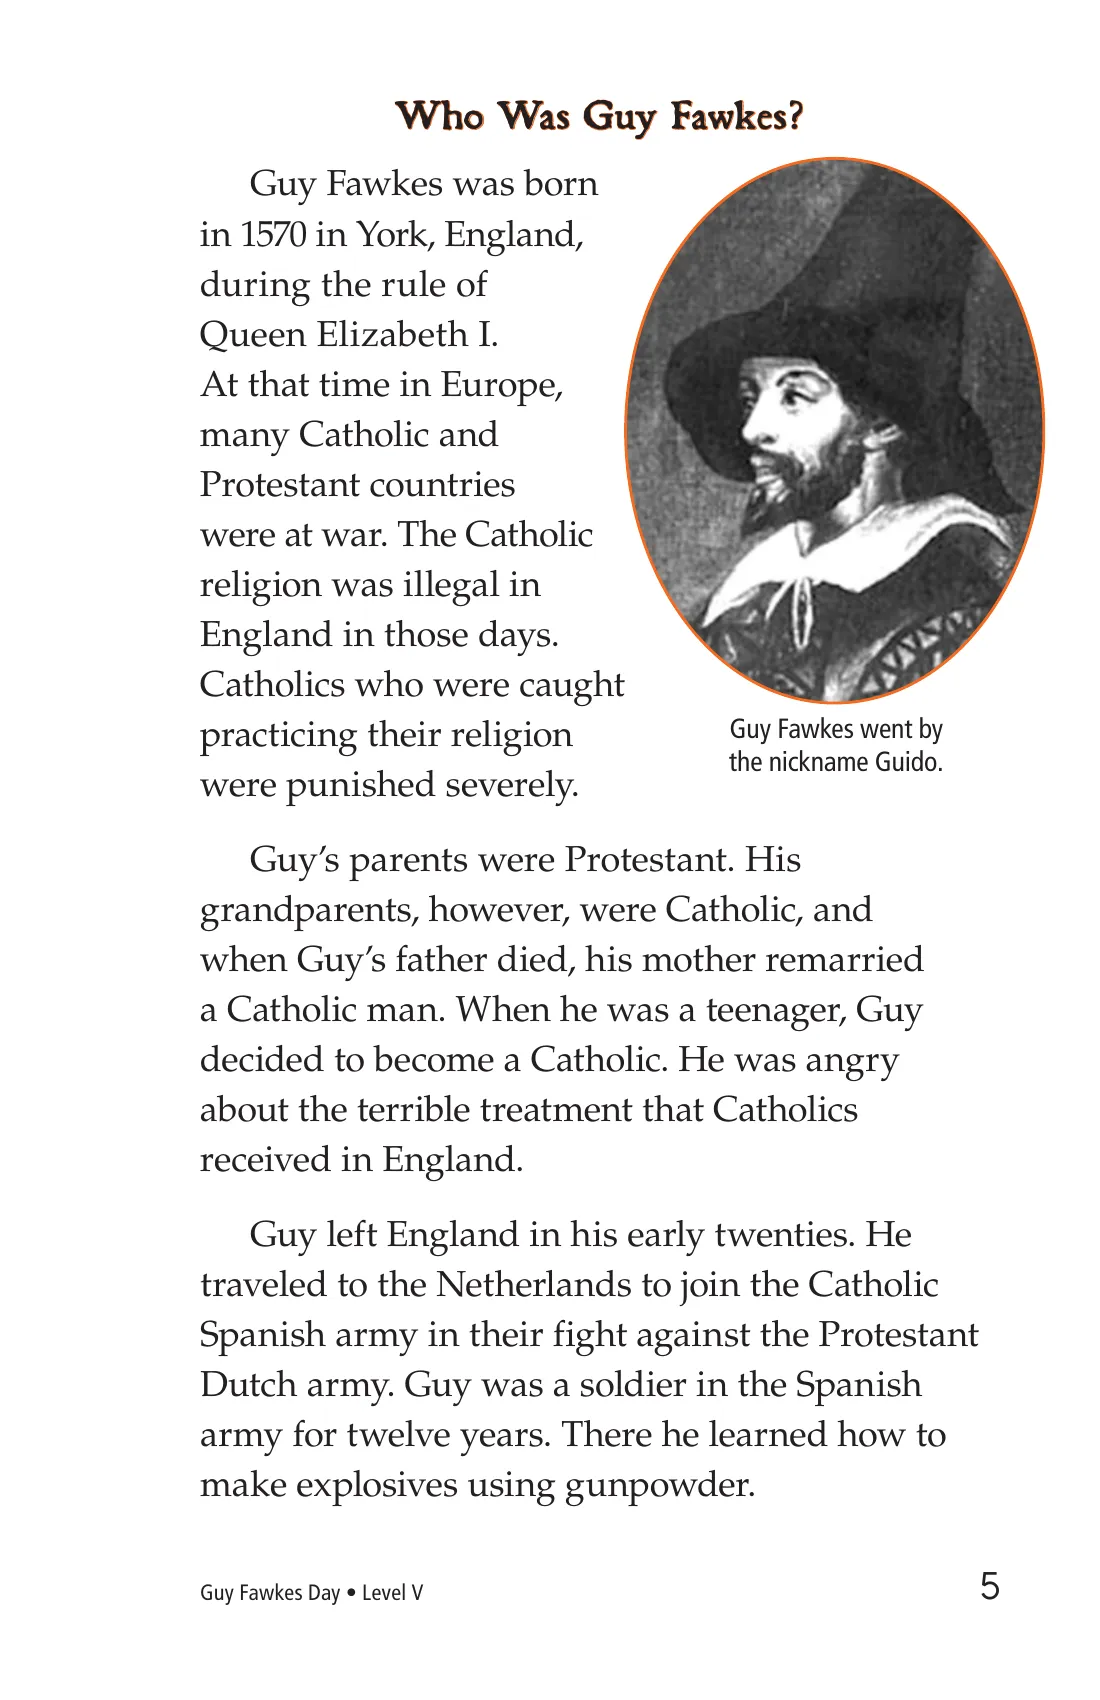 Who Was Guy Fawkes?
Guy Fawkes was born
in 1570 in York, England,
during the rule of
Queen Elizabeth I.
At that time in Europe,
many Catholic and
Protestant countries
were at war. The Catholic
religion was illegal in
England in those days.
Catholics who were caught
practicing their religion
were punished severely.
Guy Fawkes went by
the nickname Guido.
Guy’s parents were Protestant. His
grandparents, however, were Catholic, and
when Guy’s father died, his mother remarried
a Catholic man. When he was a teenager, Guy
decided to become a Catholic. He was angry
about the terrible treatment that Catholics
received in England.
Guy left England in his early twenties. He
traveled to the Netherlands to join the Catholic
Spanish army in their fight against the Protestant
Dutch army. Guy was a soldier in the Spanish
army for twelve years. There he learned how to
make explosives using gunpowder.
Guy Fawkes Day • Level V
5